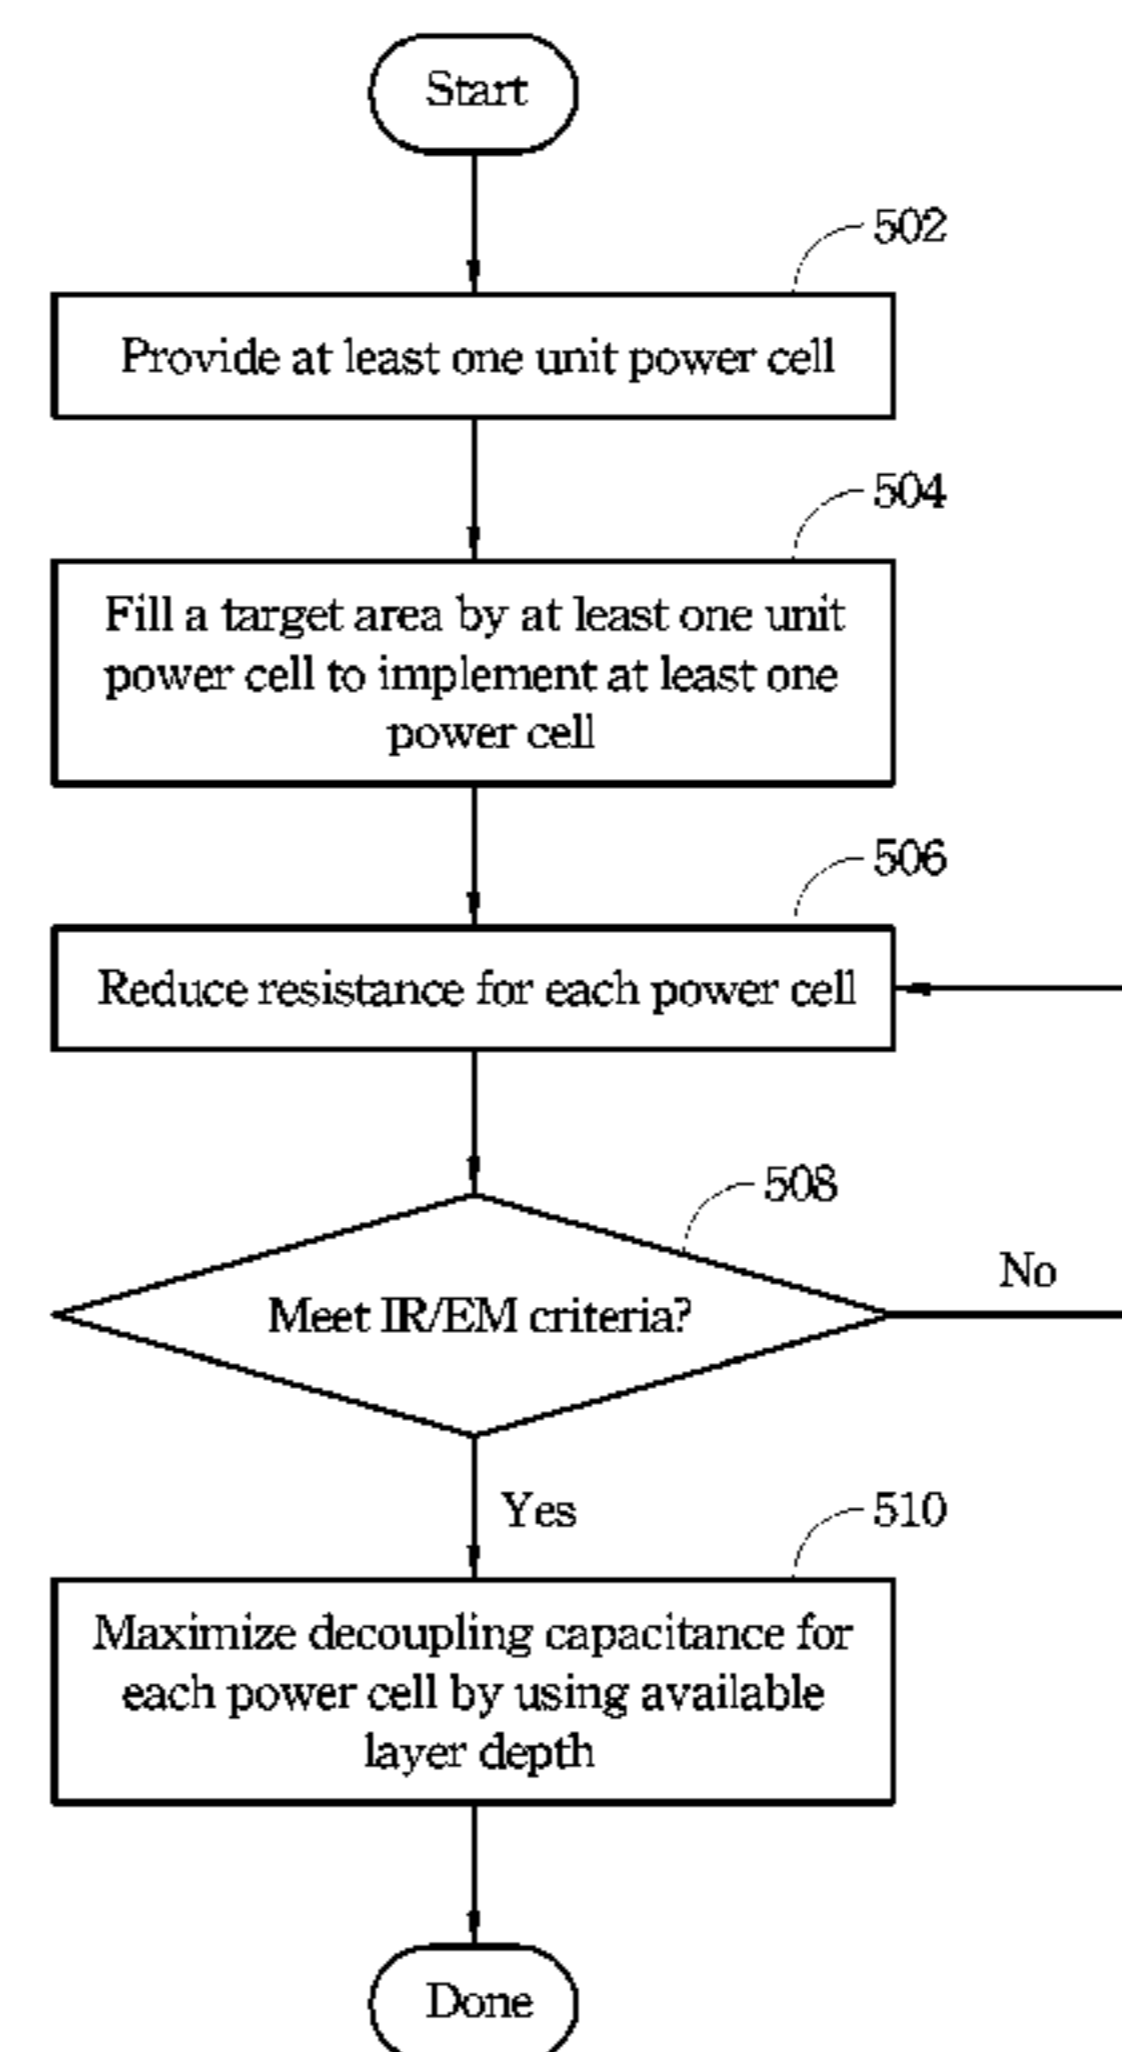 Start
502
Provide at least one unit power cell
504
Fill a target area by at least one unit
power cell to implement at least one
power cell
506
Reduce resistance for each power cell
508
No
Meet IR/EM criteria?
Yes
510
Maximize decoupling capacitance for
each power cell by using available
layer depth
Done